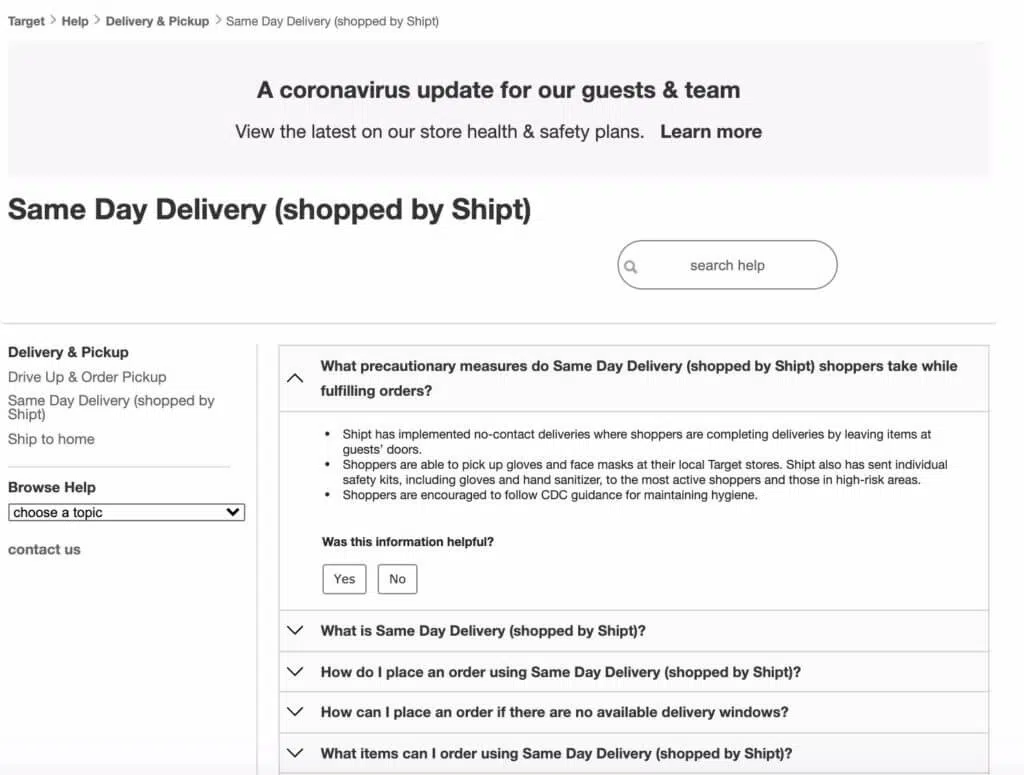 Target > Help > Delivery & Pickup > Same Day Delivery (shopped by Shipt)
A coronavirus update for our guests & team
View the latest on our store health & safety plans. Learn more
Same Day Delivery (shopped by Shipt)
search help
Delivery & Pickup
Drive Up & Order Pickup
Same Day Delivery (shopped by
Shipt)
Ship to home
Browse Help
choose a topic
contact us
What precautionary measures do Same Day Delivery (shopped by Shipt) shoppers take while
fulfilling orders?
• Shipt has implemented no-contact deliveries where shoppers are completing deliveries by leaving items at
guests’ doors.
• Shoppers are able to pick up gloves and face masks at their local Target stores. Shipt also has sent individual
safety kits, including gloves and hand sanitizer, to the most active shoppers and those in high-risk areas.
• Shoppers are encouraged to follow CDC guidance for maintaining hygiene.
Was this information helpful?
Yes No
What is Same Day Delivery (shopped by Shipt)?
How do I place an order using Same Day Delivery (shopped by Shipt)?
How can I place an order if there are no available delivery windows?
What items can I order using Same Day Delivery (shopped by Shipt)?